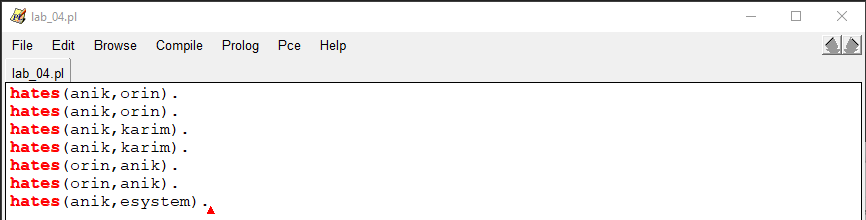 lab_04.pl
File Edit Browse Compile Prolog Pce Help
lab_04.pl
hates(anik,orin).
hates(anik,orin).
hates(anik,karim).
hates(anik,karim).
hates(orin,anik).
hates(orin,anik).
hates(anik,esystem).